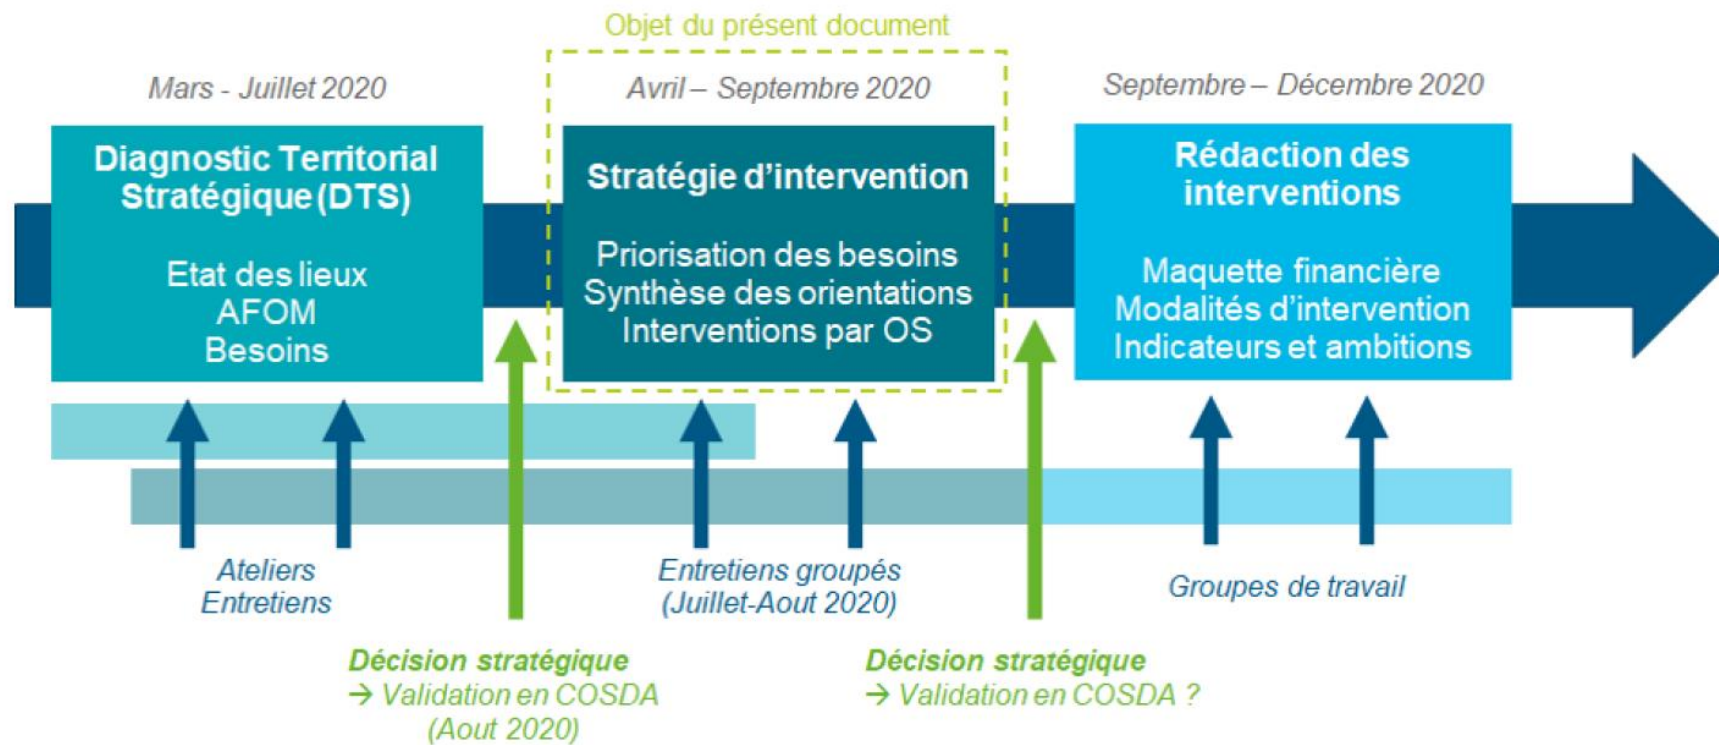 Objet du présent document
Mars - Juillet 2020
Avril – Septembre 2020
Septembre – Décembre 2020
Diagnostic Territorial
Stratégique (DTS)
Etat des lieux
AFOM
Besoins
Stratégie d'intervention
Priorisation des besoins
Synthèse des orientations
Interventions par OS
Rédaction des
interventions
Maquette financière
Modalités d'intervention
Indicateurs et ambitions
Ateliers
Entretiens
Entretiens groupés
(Juillet-Aout 2020)
Groupes de travail
Décision stratégique
→ Validation en COSDA
(Aout 2020)
Décision stratégique
→ Validation en COSDA ?